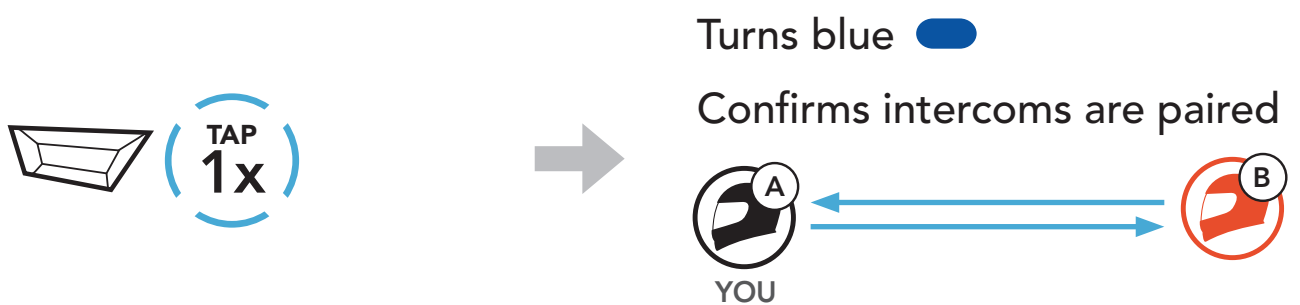 TAP
1x
Turns blue
Confirms intercoms are paired
A
B
YOU